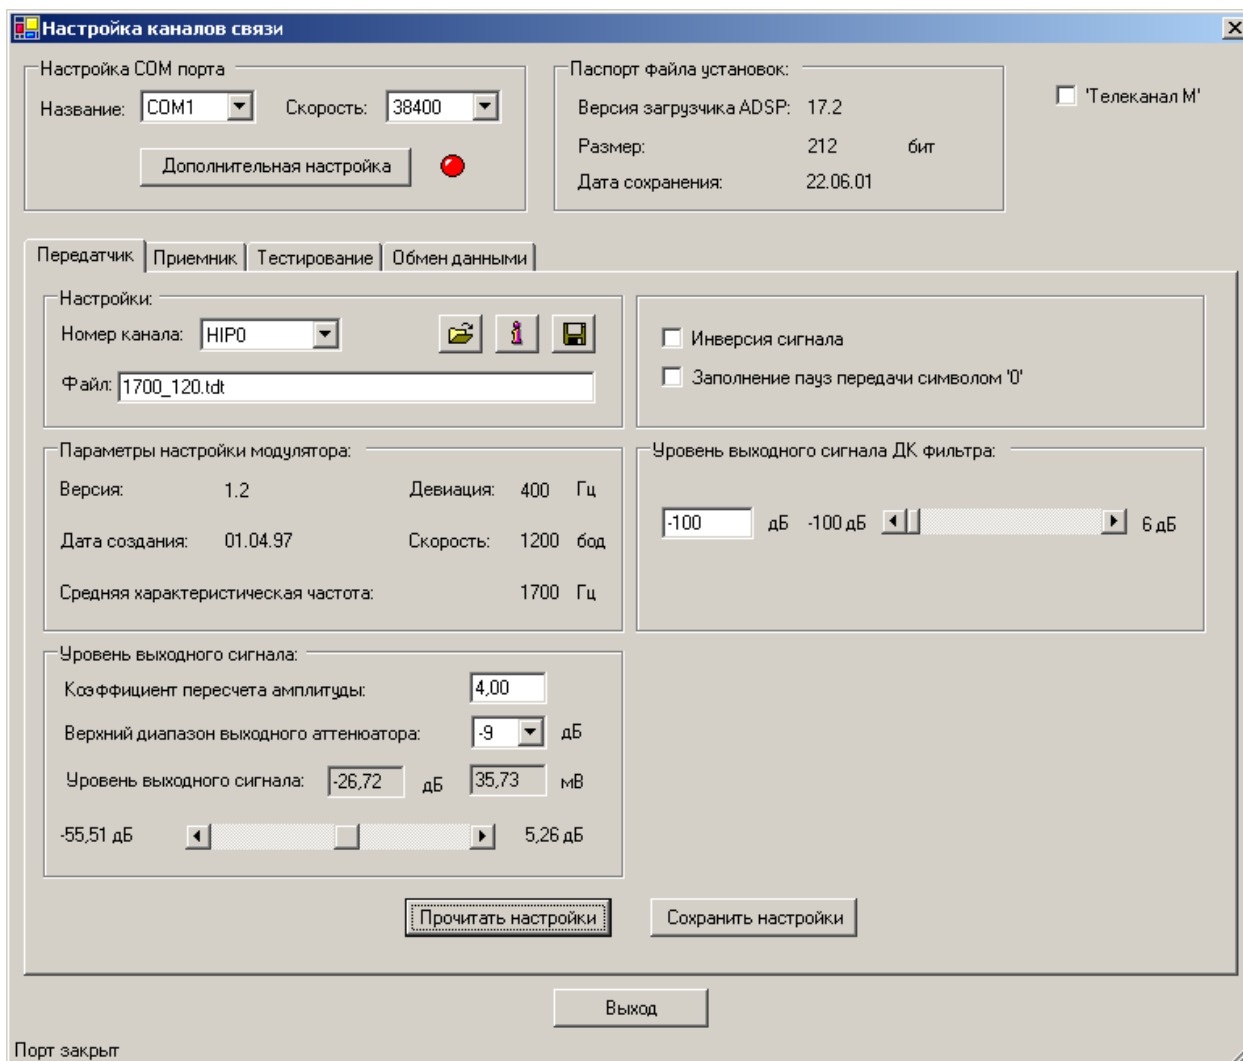 Настройка каналов связи
Настройка COM порта
Название: COM1 Скорость: 38400
Дополнительная настройка
Паспорт файла установок:
Версия загрузчика ADSP: 17.2
Размер: 212 бит
Дата сохранения: 22.06.01
'Телеканал М'
Передатчик Приемник Тестирование Обмен данными
Настройки:
Номер канала: HIP0
Файл: 1700_120.tdt
Инверсия сигнала
Заполнение пауз передачи символом '0'
Параметры настройки модулятора:
Версия: 1.2 Девиация: 400 Гц
Дата создания: 01.04.97 Скорость: 1200 бод
Средняя характеристическая частота: 1700 Гц
Уровень выходного сигнала ДК фильтра:
-100 дБ -100 дБ 6 дБ
Уровень выходного сигнала:
Коэффициент пересчета амплитуды: 4,00
Верхний диапазон выходного аттенюатора: -9 дБ
Уровень выходного сигнала: -26,72 дБ 35,73 мВ
-55,51 дБ 5,26 дБ
Прочитать настройки Сохранить настройки
Выход
Порт закрыт